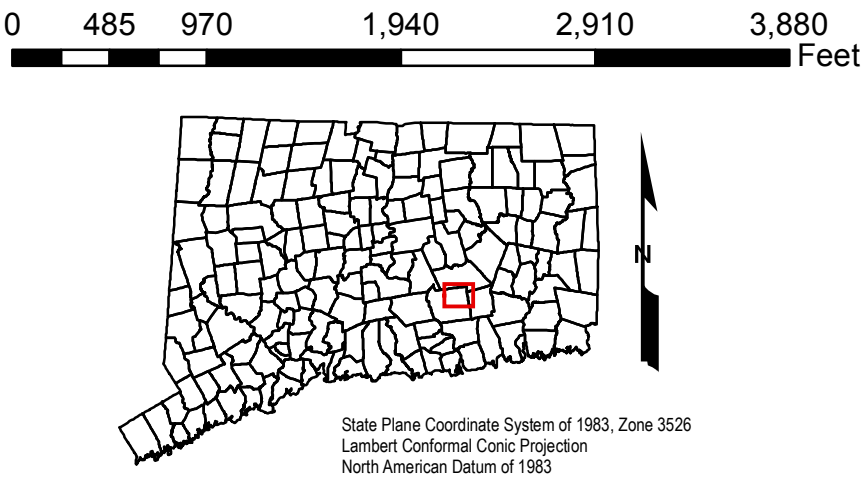 0 485 970 1,940 2,910 3,880
Feet
N
State Plane Coordinate System of 1983, Zone 3526
Lambert Conformal Conic Projection
North American Datum of 1983